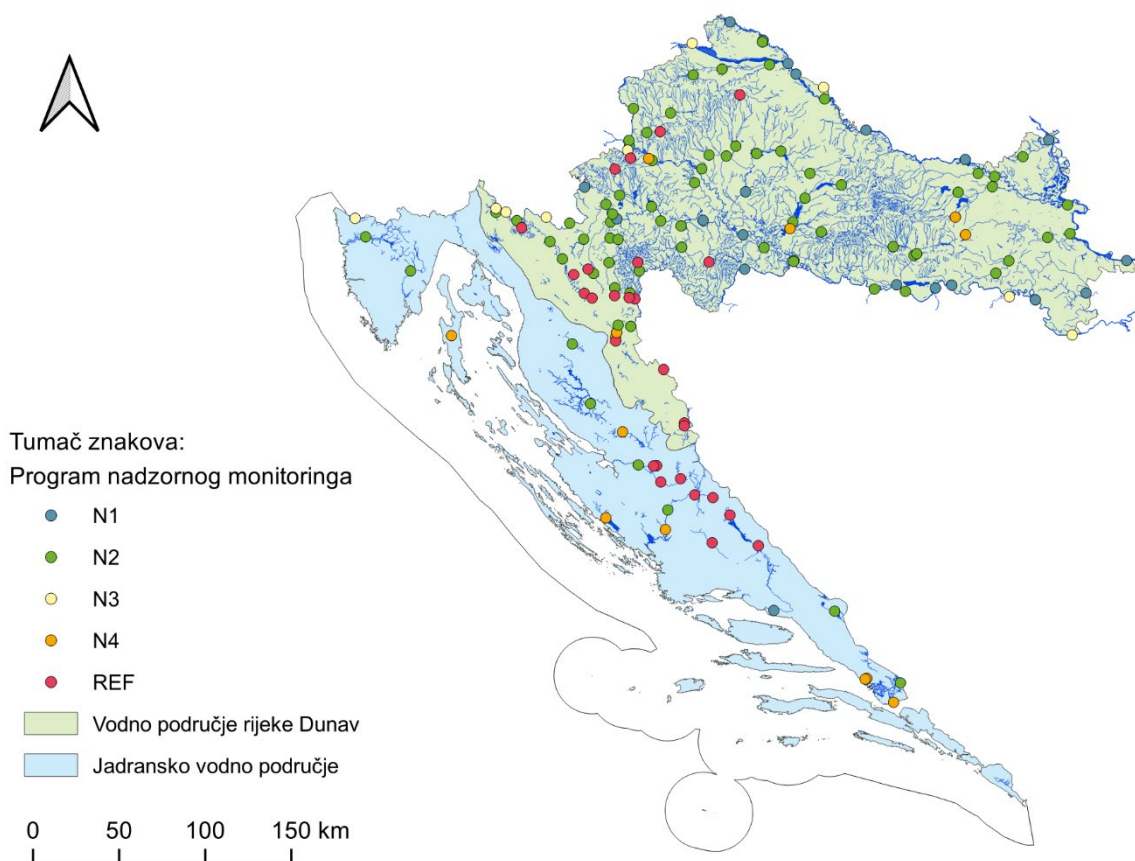 Tumač znakova:
Program nadzornog monitoringa
N1
N2
N3
N4
REF
Vodno područje rijeke Dunav
Jadransko vodno područje
0 50 100 150 km